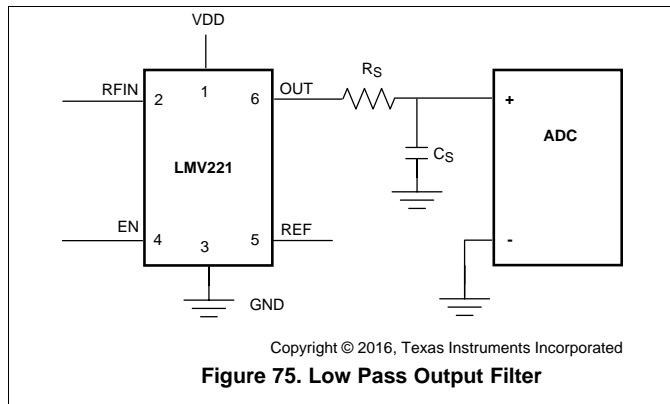 VDD
RFIN
2
1
6
OUT
RS
+
ADC
LMV221
CS
EN
4
3
5
REF
-
GND
Copyright © 2016, Texas Instruments Incorporated
Figure 75. Low Pass Output Filter